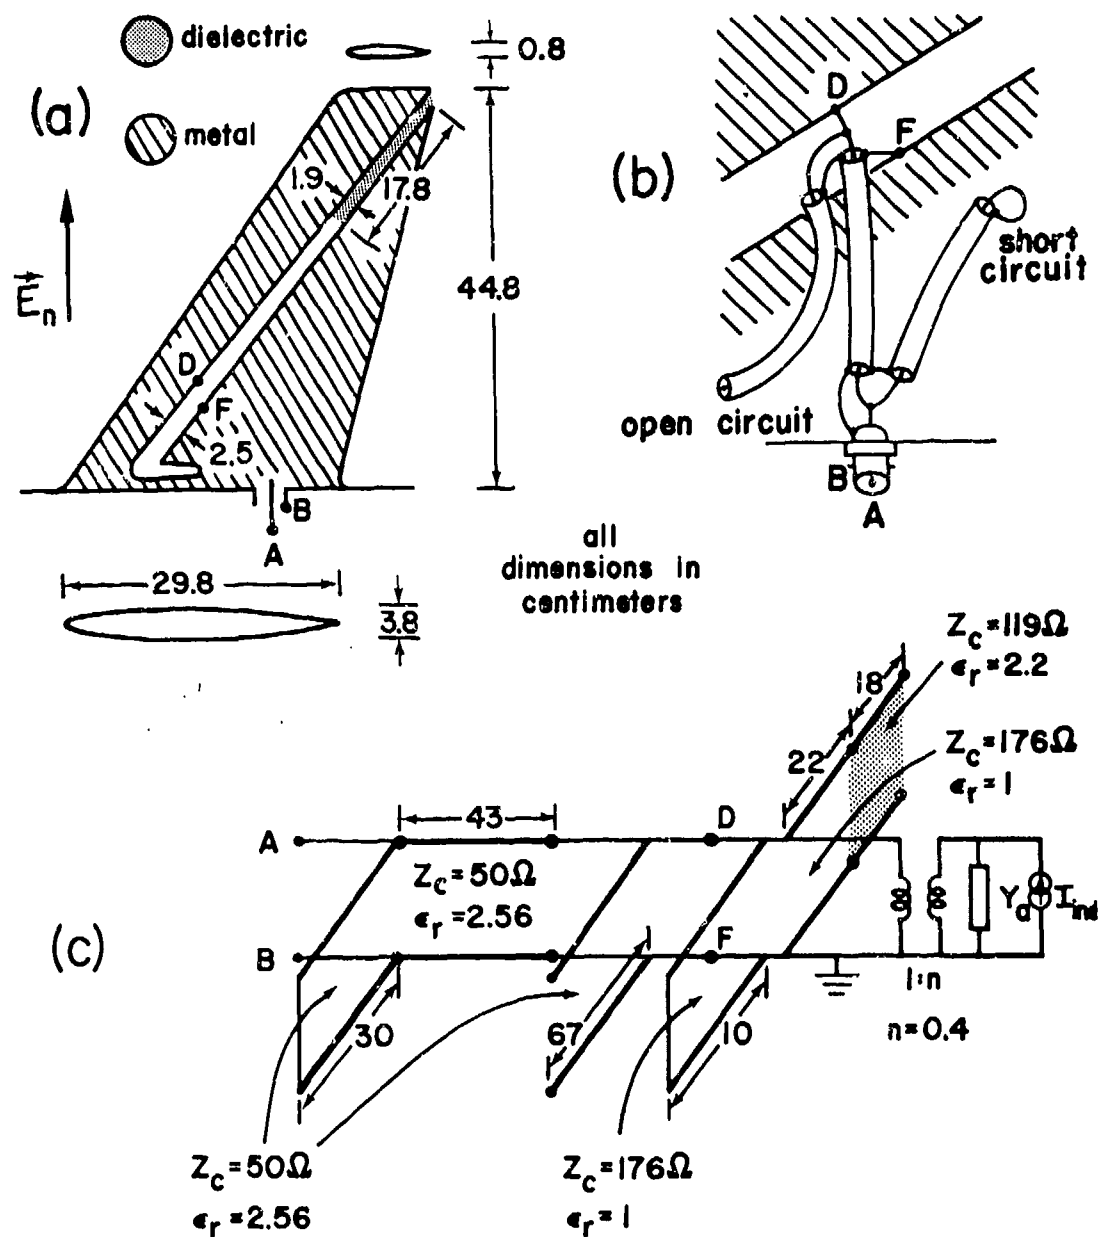 dielectric
0.8
(a)
metal
1.9
17.8
E⃗n
44.8
D
F
2.5
B
A
29.8
3.8
all
dimensions in
centimeters
(b)
D
F
short
circuit
open circuit
B
A
(c)
Zc=119Ω
εr=2.2
18
Zc=176Ω
εr=1
22
43
D
A
Zc=50Ω
εr=2.56
Ya
Iind
B
F
1:n
30
67
10
n=0.4
Zc=50Ω
εr=2.56
Zc=176Ω
εr=1